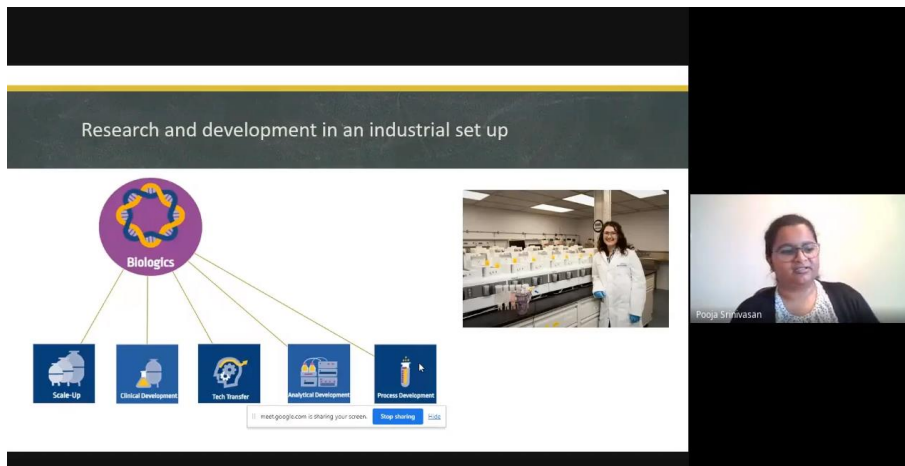 Research and development in an industrial set up
Biologics
Pooja Srinivasan
Scale-Up
Clinical Development
Tech Transfer
Analytical Development
Process Development
meet.google.com is sharing your screen.
Stop sharing
Hide